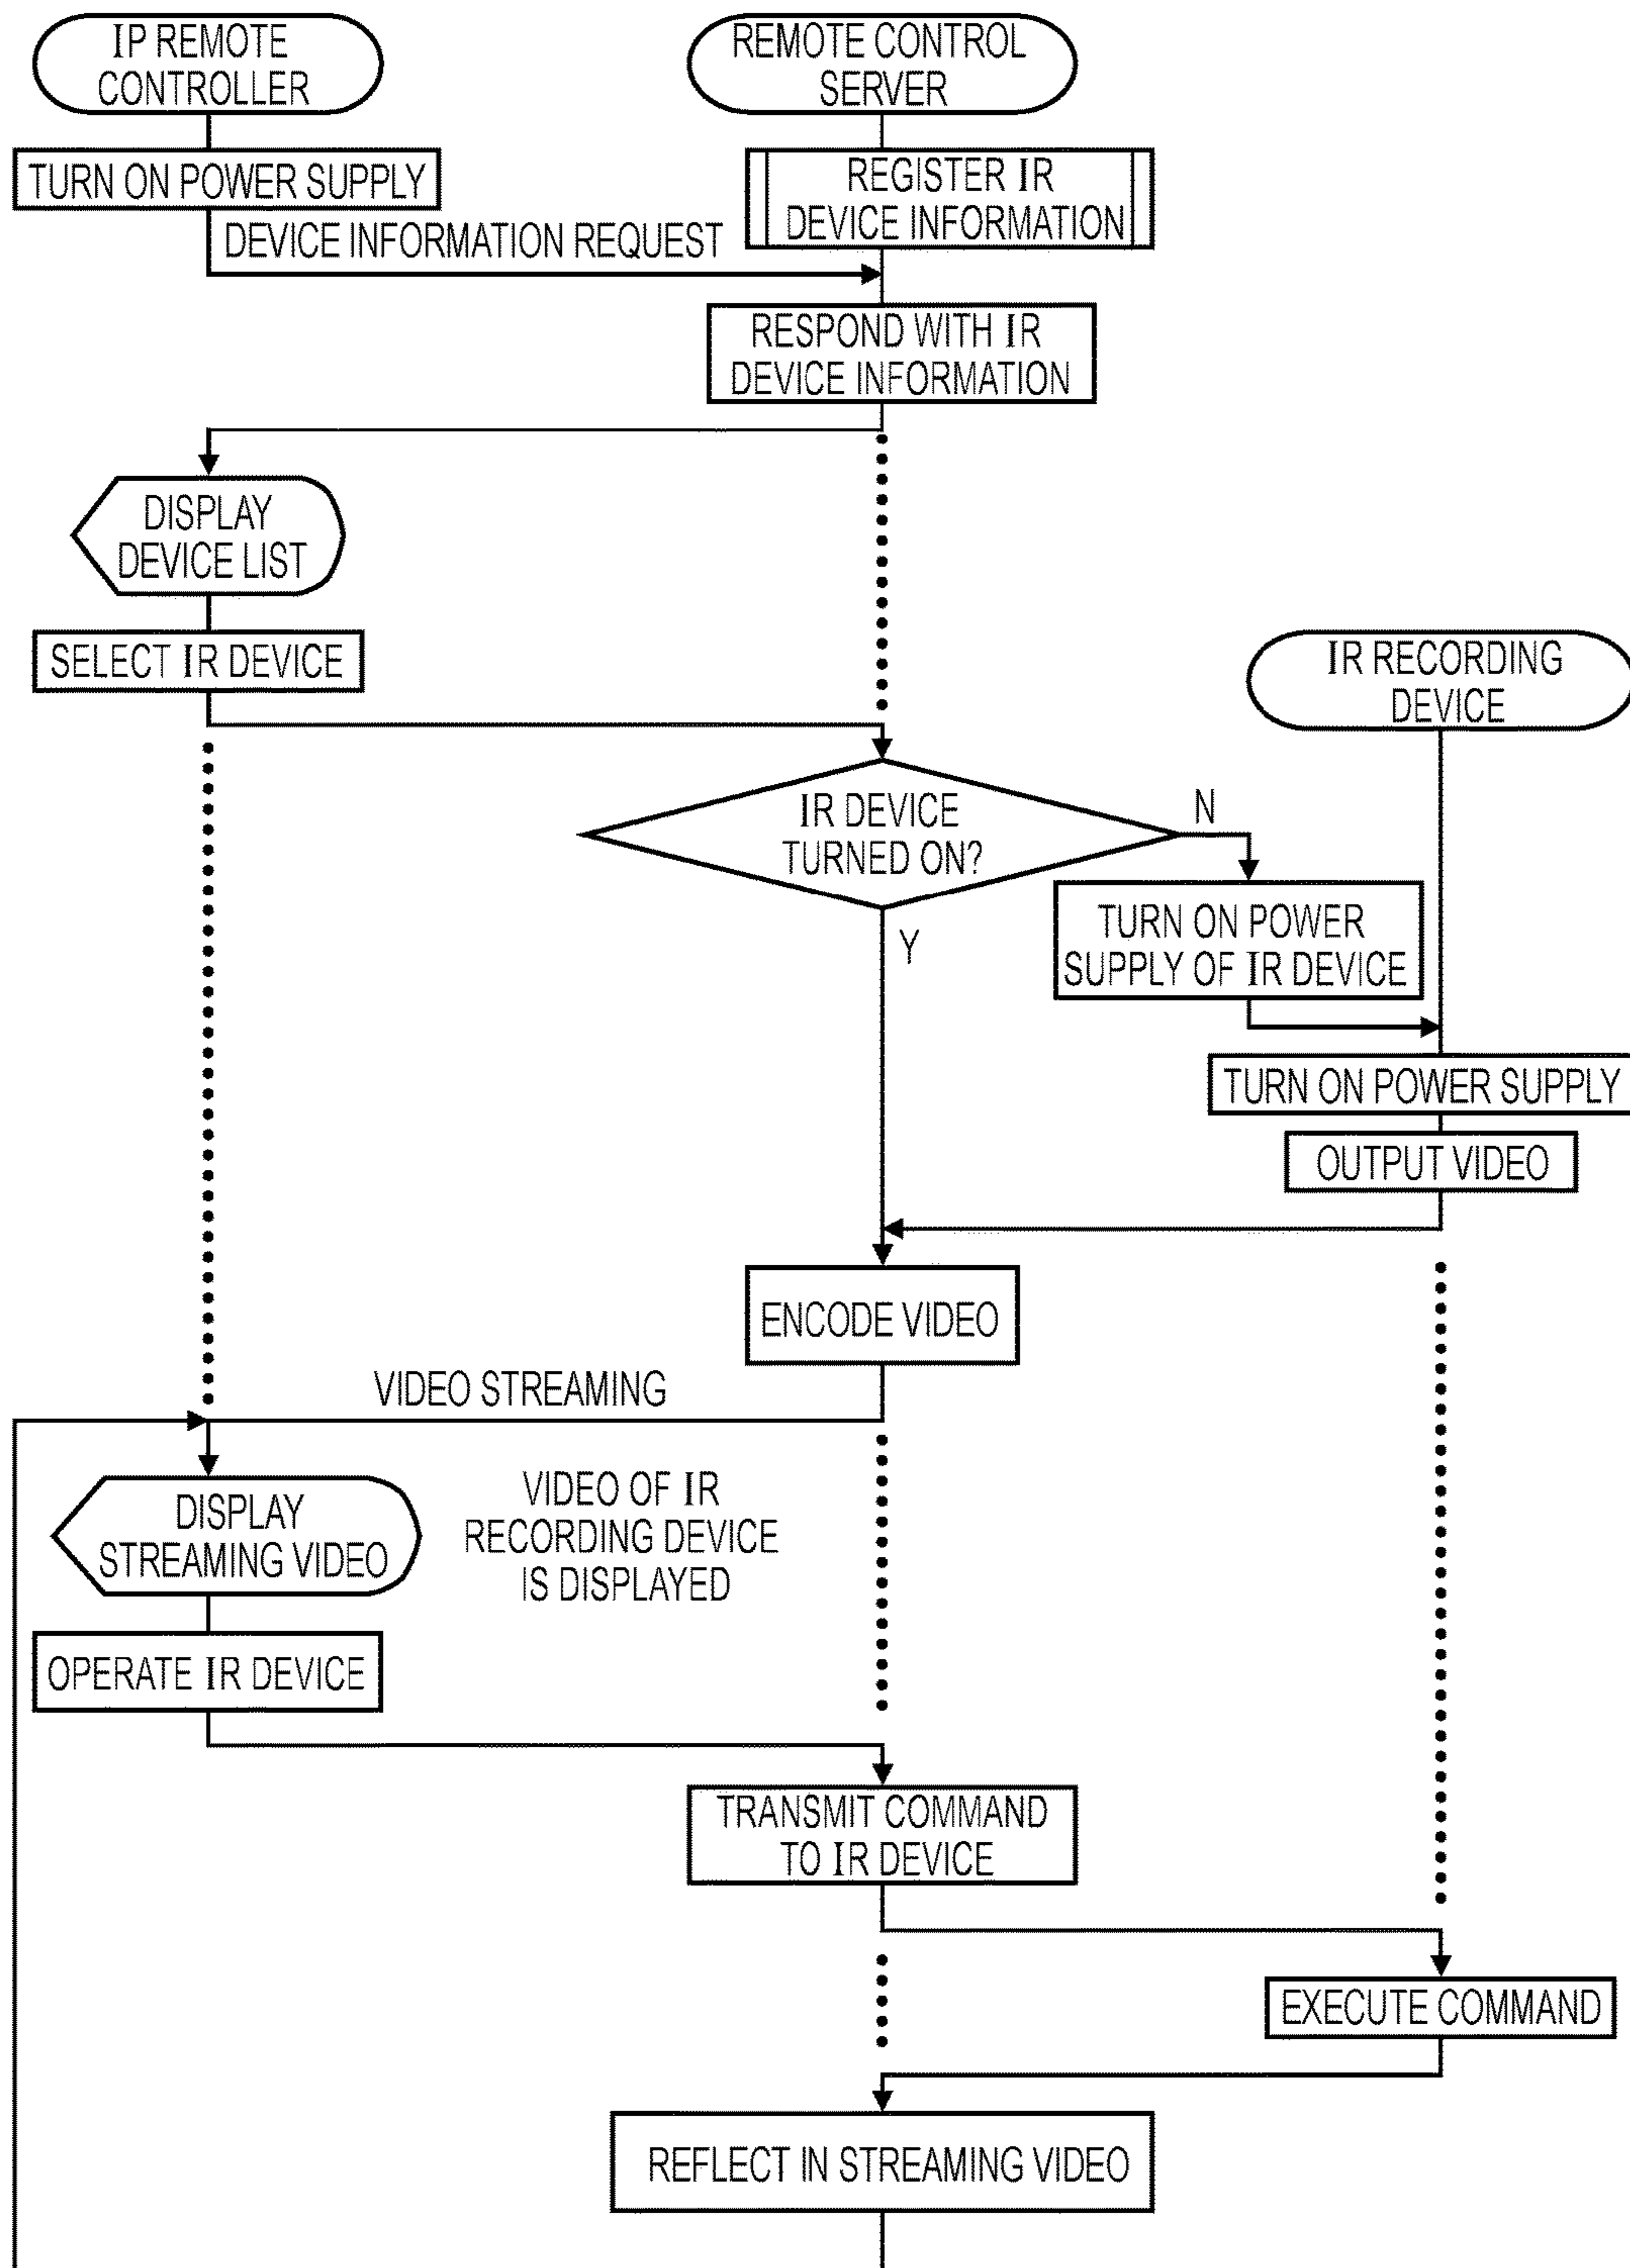 IP REMOTE
CONTROLLER
REMOTE CONTROL
SERVER
TURN ON POWER SUPPLY
REGISTER IR
DEVICE INFORMATION
DEVICE INFORMATION REQUEST
RESPOND WITH IR
DEVICE INFORMATION
DISPLAY
DEVICE LIST
SELECT IR DEVICE
IR RECORDING
DEVICE
IR DEVICE
TURNED ON?
N
Y
TURN ON POWER
SUPPLY OF IR DEVICE
TURN ON POWER SUPPLY
OUTPUT VIDEO
ENCODE VIDEO
VIDEO STREAMING
DISPLAY
STREAMING VIDEO
VIDEO OF IR
RECORDING DEVICE
IS DISPLAYED
OPERATE IR DEVICE
TRANSMIT COMMAND
TO IR DEVICE
EXECUTE COMMAND
REFLECT IN STREAMING VIDEO